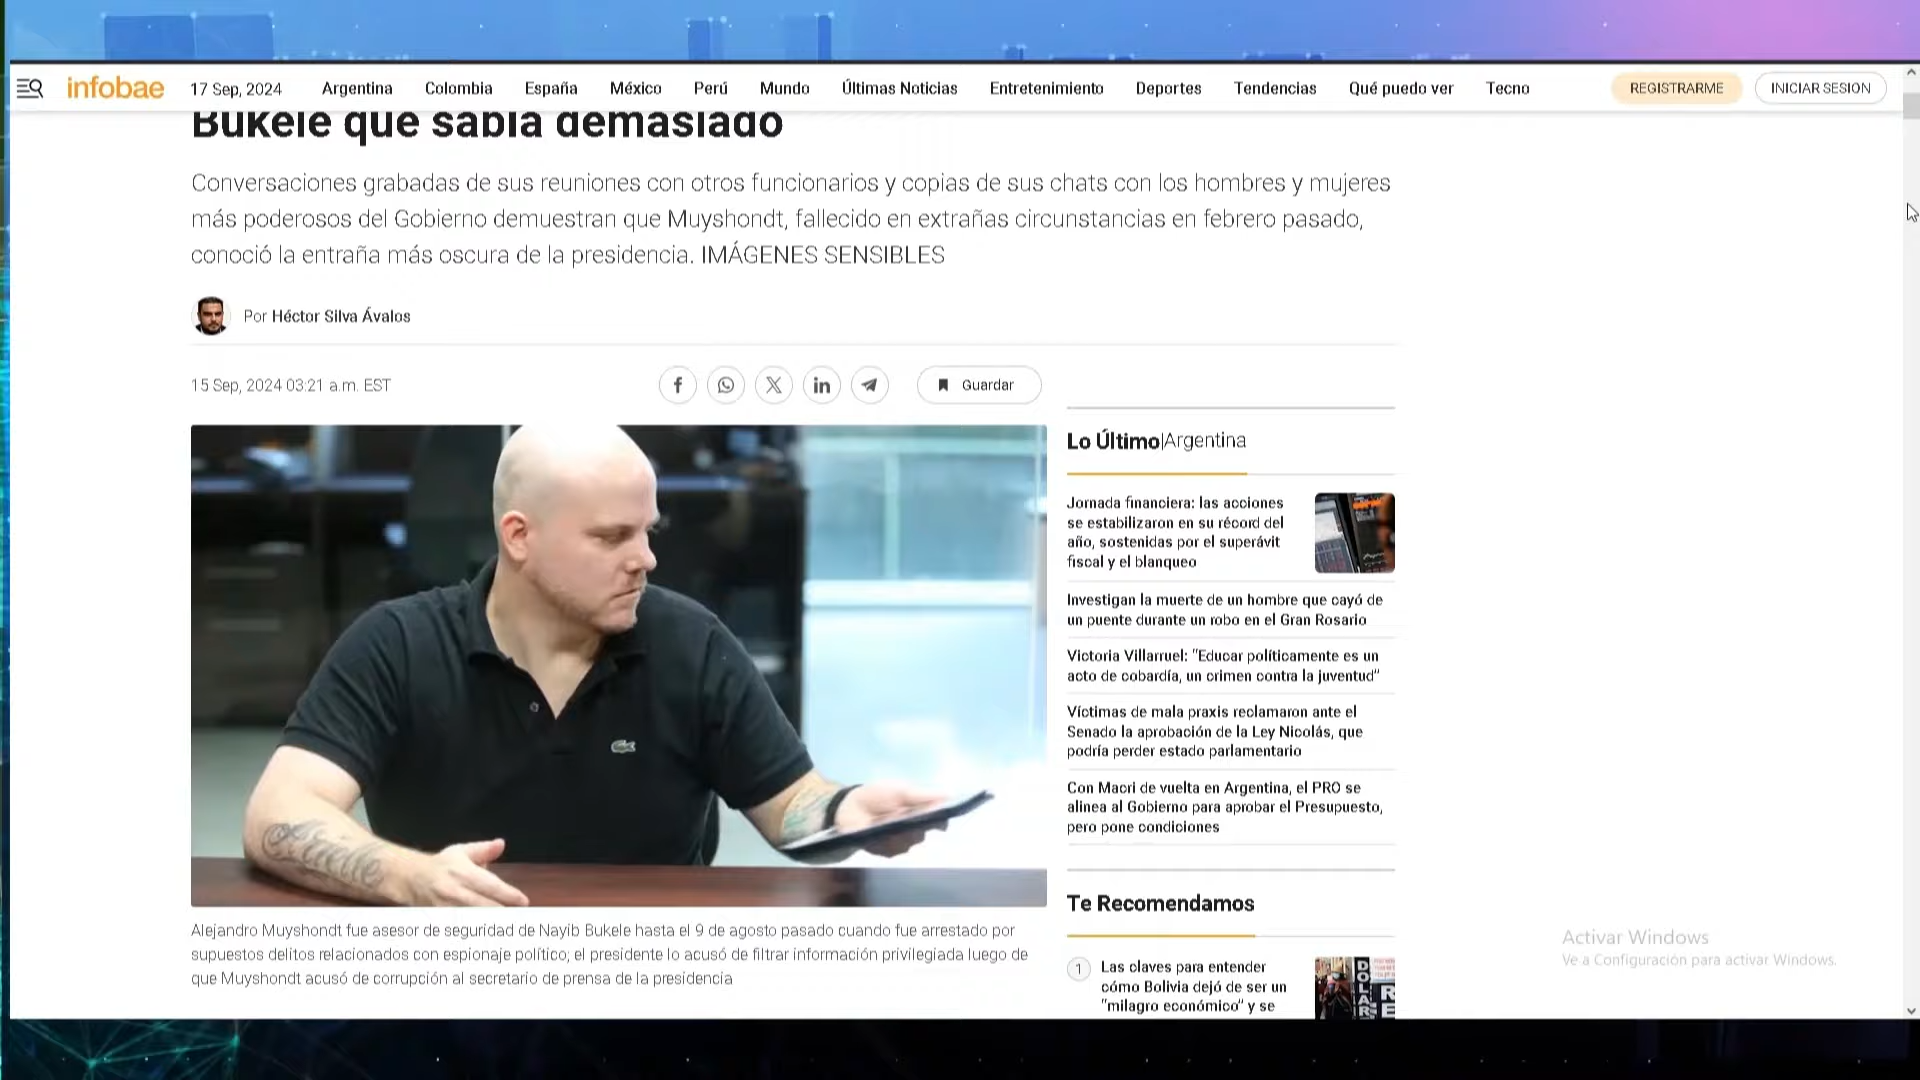 infobae
17 Sep, 2024
Argentina
Colombia
España
México
Perú
Mundo
Últimas Noticias
Entretenimiento
Deportes
Tendencias
Qué puedo ver
Tecno
REGISTRARME
INICIAR SESION
Bukele que sabía demasiado
Conversaciones grabadas de sus reuniones con otros funcionarios y copias de sus chats con los hombres y mujeres
más poderosos del Gobierno demuestran que Muyshondt, fallecido en extrañas circunstancias en febrero pasado,
conoció la entraña más oscura de la presidencia. IMÁGENES SENSIBLES
Por Héctor Silva Ávalos
15 Sep, 2024 03:21 a.m. EST
Guardar
Alejandro Muyshondt fue asesor de seguridad de Nayib Bukele hasta el 9 de agosto pasado cuando fue arrestado por
supuestos delitos relacionados con espionaje político; el presidente lo acusó de filtrar información privilegiada luego de
que Muyshondt acusó de corrupción al secretario de prensa de la presidencia
Lo Último|Argentina
Jornada financiera: las acciones
se estabilizaron en su récord del
año, sostenidas por el superávit
fiscal y el blanqueo
Investigan la muerte de un hombre que cayó de
un puente durante un robo en el Gran Rosario
Victoria Villarruel: "Educar políticamente es un
acto de cobardía, un crimen contra la juventud"
Víctimas de mala praxis reclamaron ante el
Senado la aprobación de la Ley Nicolás, que
podría perder estado parlamentario
Con Macri de vuelta en Argentina, el PRO se
alinea al Gobierno para aprobar el Presupuesto,
pero pone condiciones
Te Recomendamos
1
Las claves para entender
cómo Bolivia dejó de ser un
"milagro económico" y se
Activar Windows
Ve a Configuración para activar Windows.